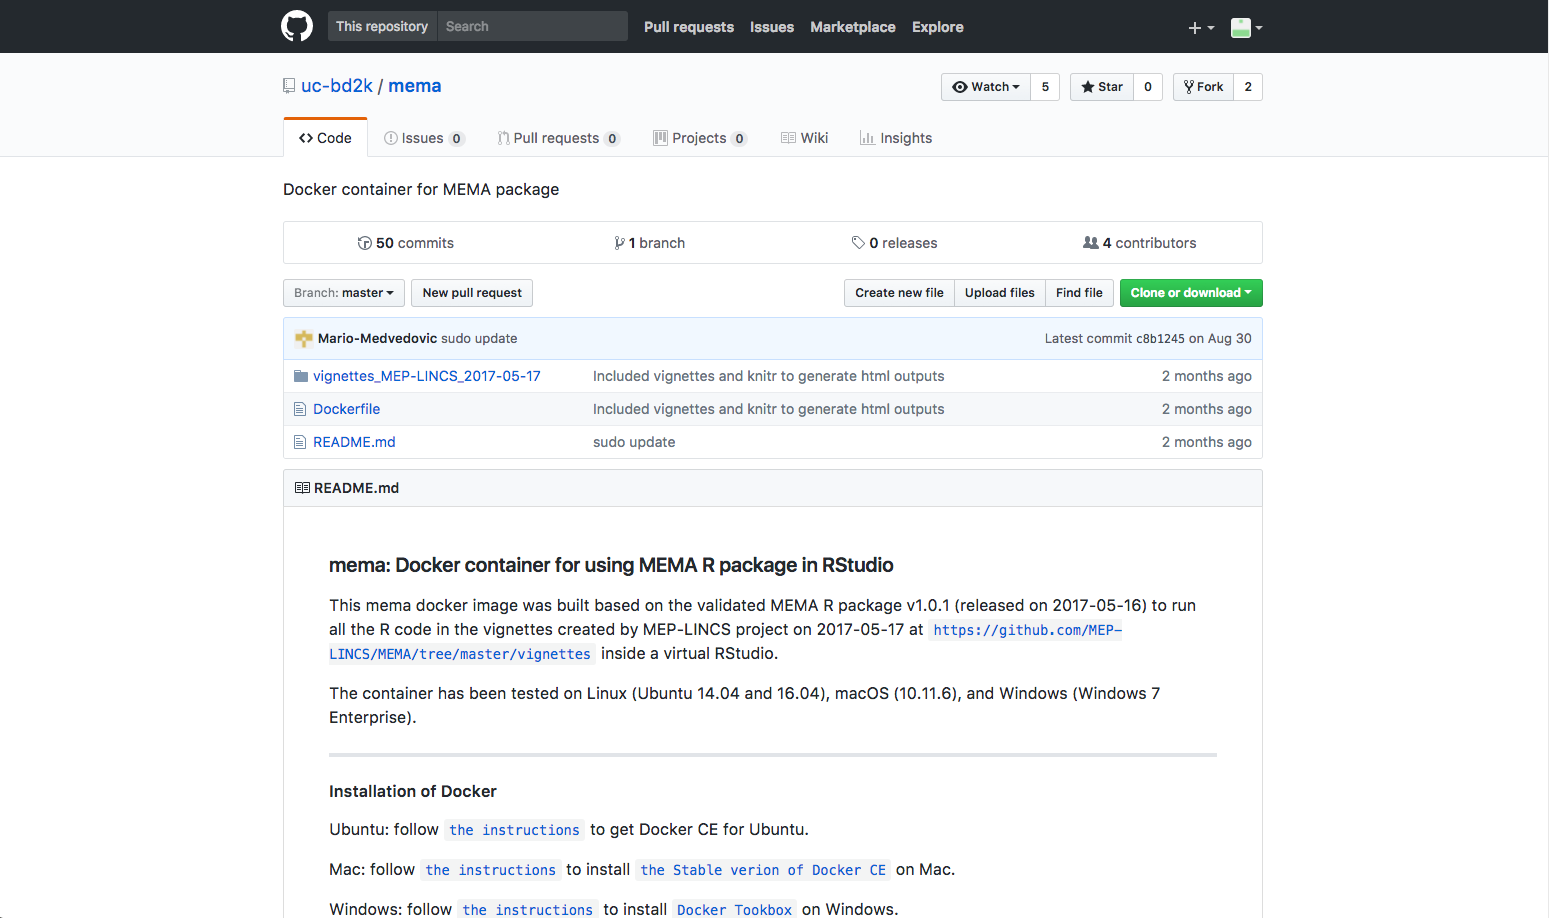 This repository Search Pull requests Issues Marketplace Explore
uc-bd2k / mema Watch 5 Star 0 Fork 2
Code Issues 0 Pull requests 0 Projects 0 Wiki Insights
Docker container for MEMA package
50 commits 1 branch 0 releases 4 contributors
Branch: master New pull request Create new file Upload files Find file Clone or download
Mario-Medvedovic sudo update Latest commit c8b1245 on Aug 30
vignettes_MEP-LINCS_2017-05-17 Included vignettes and knitr to generate html outputs 2 months ago
Dockerfile Included vignettes and knitr to generate html outputs 2 months ago
README.md sudo update 2 months ago
README.md
mema: Docker container for using MEMA R package in RStudio
This mema docker image was built based on the validated MEMA R package v1.0.1 (released on 2017-05-16) to run
all the R code in the vignettes created by MEP-LINCS project on 2017-05-17 at https://github.com/MEP-
LINCS/MEMA/tree/master/vignettes inside a virtual RStudio.
The container has been tested on Linux (Ubuntu 14.04 and 16.04), macOS (10.11.6), and Windows (Windows 7
Enterprise).
Installation of Docker
Ubuntu: follow the instructions to get Docker CE for Ubuntu.
Mac: follow the instructions to install the Stable verion of Docker CE on Mac.
Windows: follow the instructions to install Docker Tookbox on Windows.